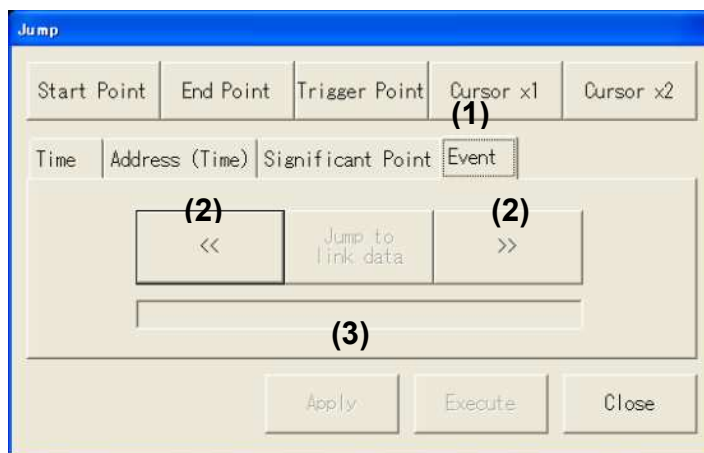 Jump
Start Point End Point Trigger Point Cursor x1 Cursor x2
(1)
Time Address (Time) Significant Point Event
(2) (2)
<< Jump to >>
link data
(3)
Apply Execute Close